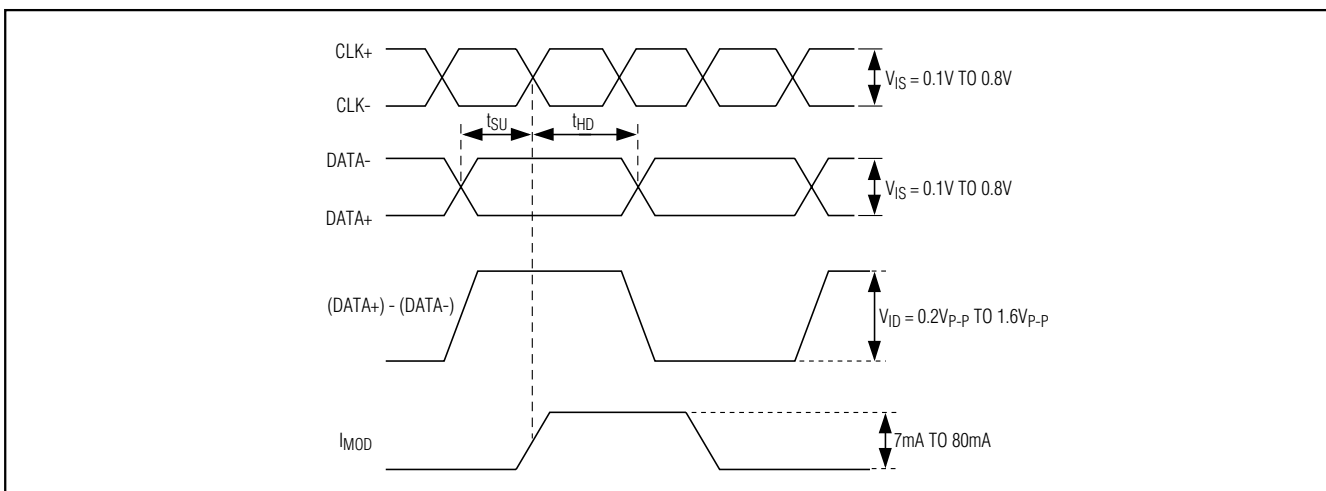 CLK+
CLK-
V_IS = 0.1V TO 0.8V
t_SU
t_HD
DATA-
DATA+
V_IS = 0.1V TO 0.8V
(DATA+) - (DATA-)
V_ID = 0.2V_P-P TO 1.6V_P-P
I_MOD
7mA TO 80mA